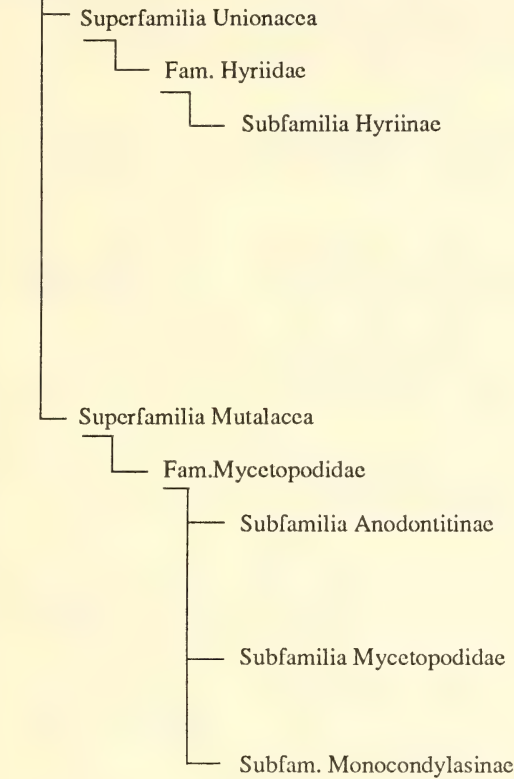 Superfamilia Unionacea
Fam. Hyriidae
Subfamilia Hyriinae
Superfamilia Mutalacea
Fam.Mycetopodidae
Subfamilia Anodontitinae
Subfamilia Mycetopodidae
Subfam. Monocondylasinae